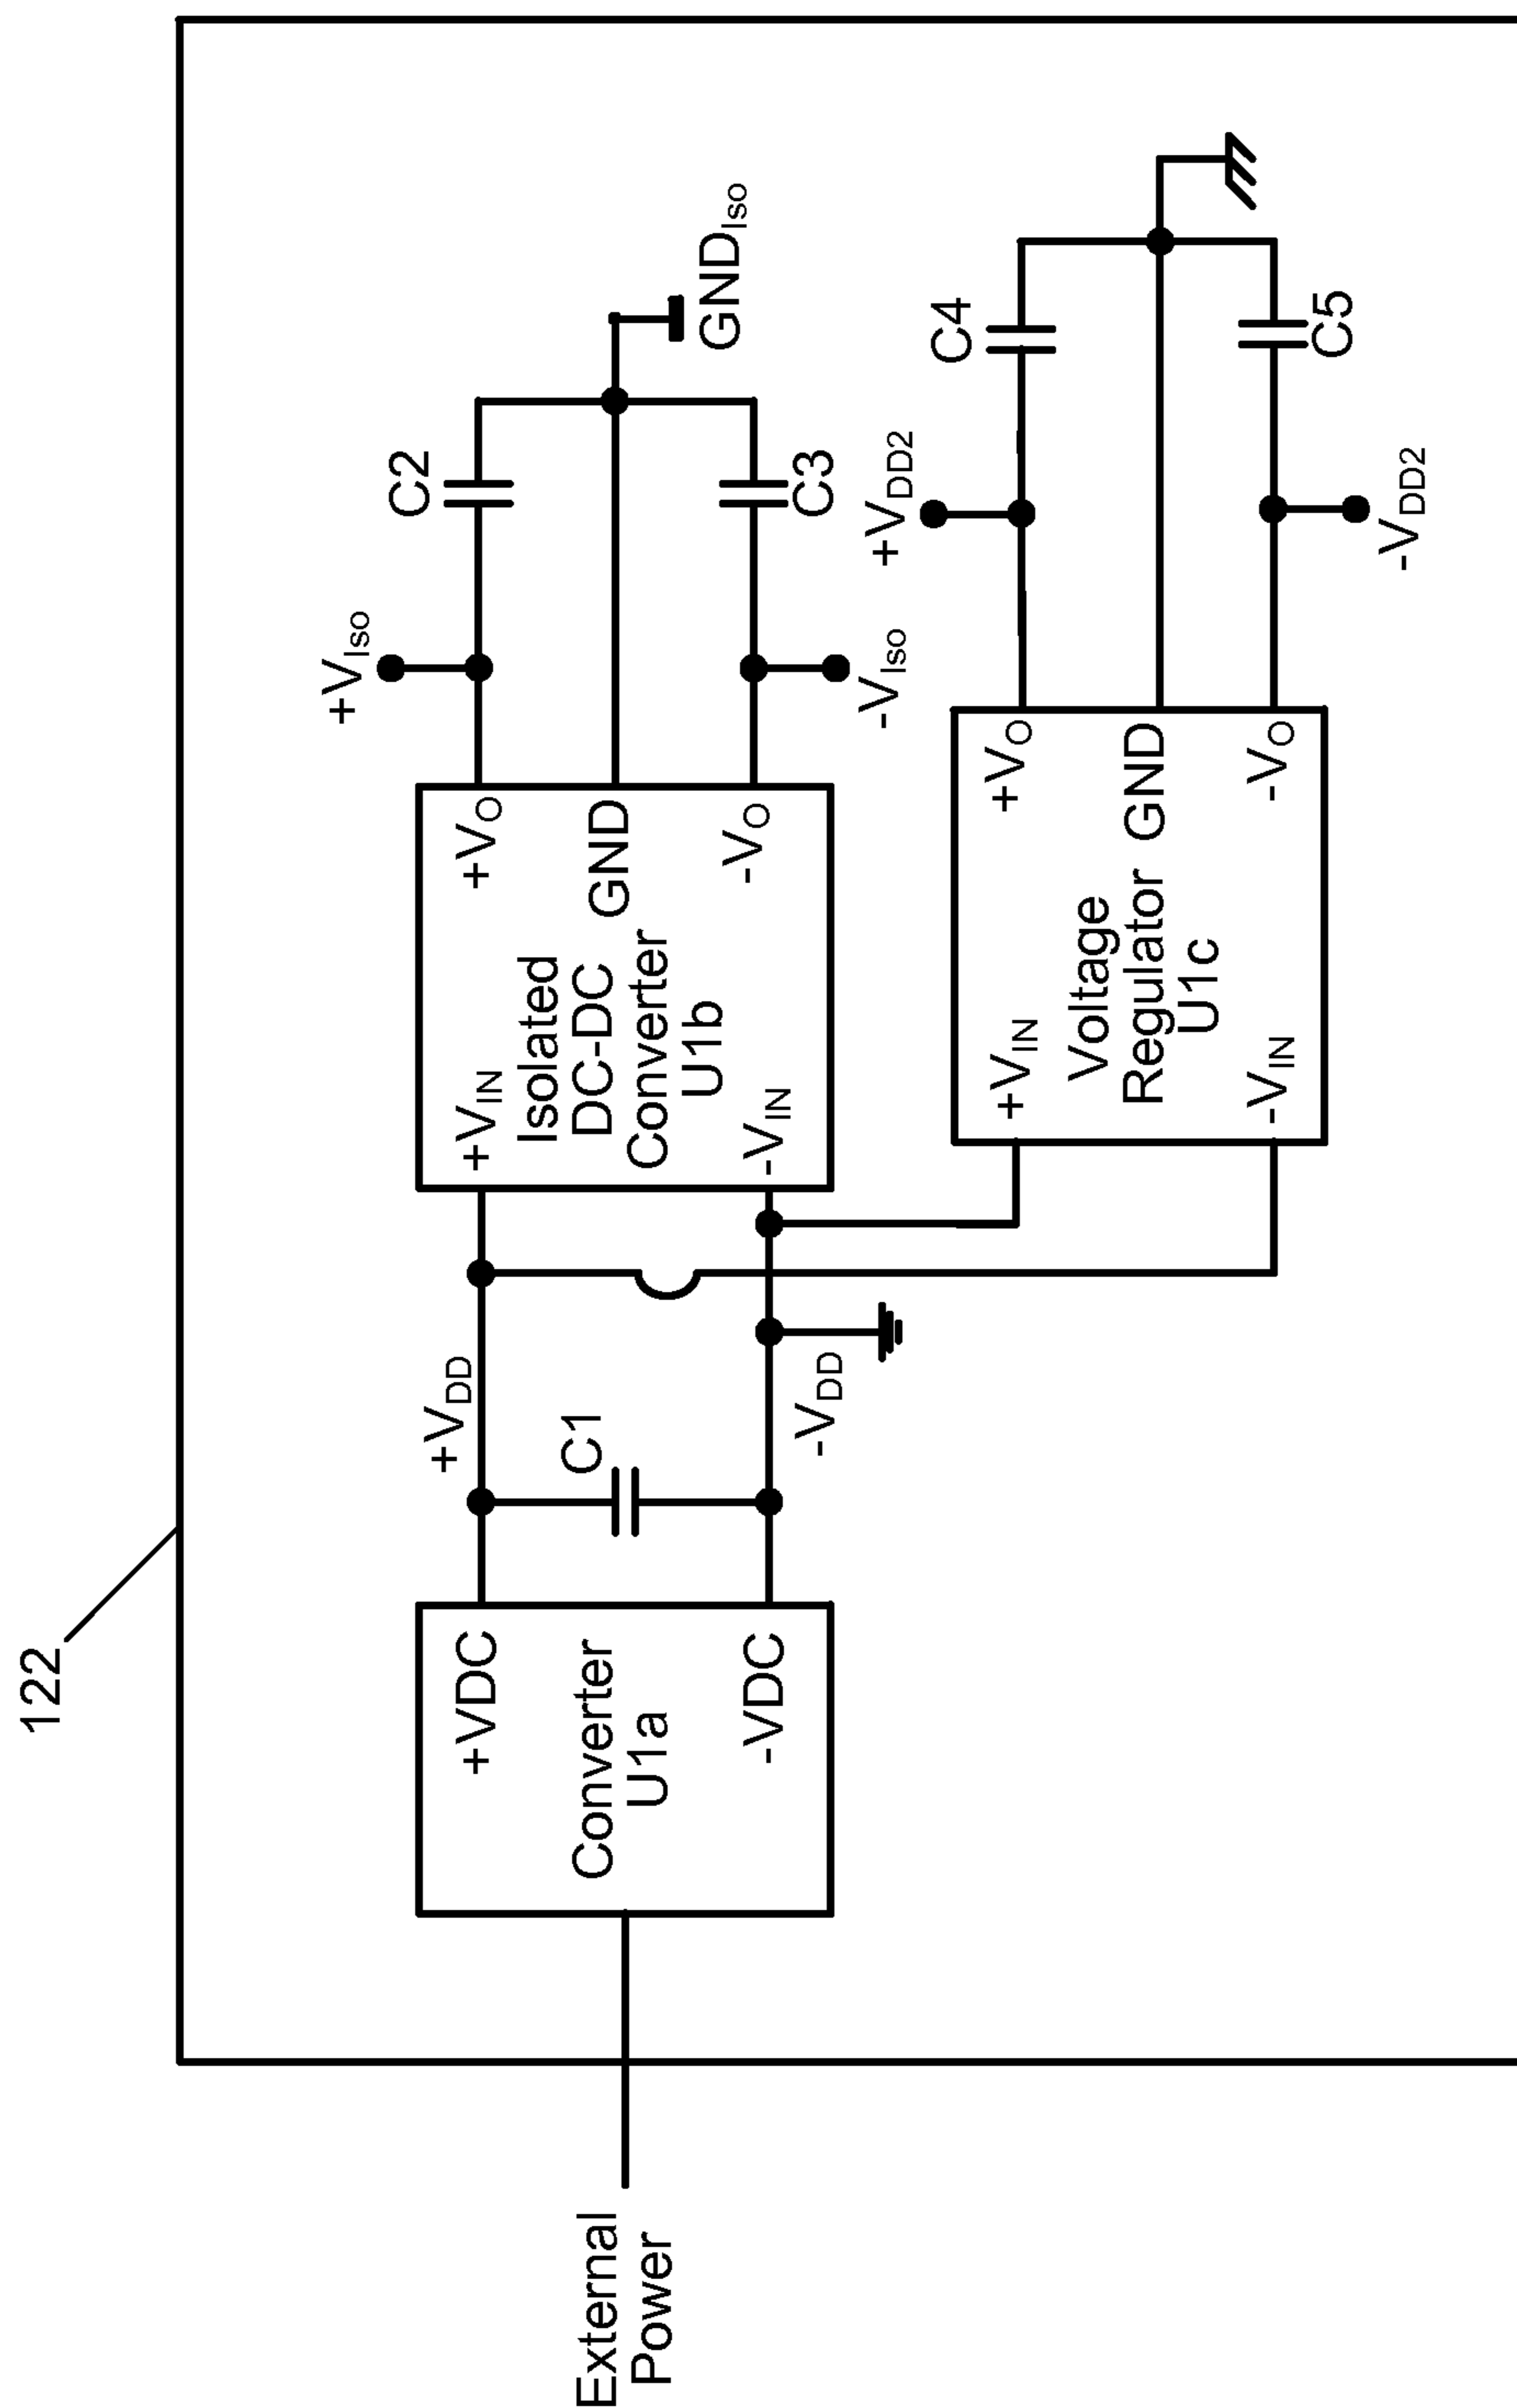 122
External
Power
+VDC
Converter
U1a
-VDC
+VDD
C1
-VDD
+VIN
Isolated
DC-DC
Converter
U1b
-VIN
+VO
GND
-VO
+VIso
C2
-VIso
C3
GNDIso
+VIN
Voltage
Regulator
U1c
-VIN
+VO
GND
-VO
+VDD2
C4
-VDD2
C5